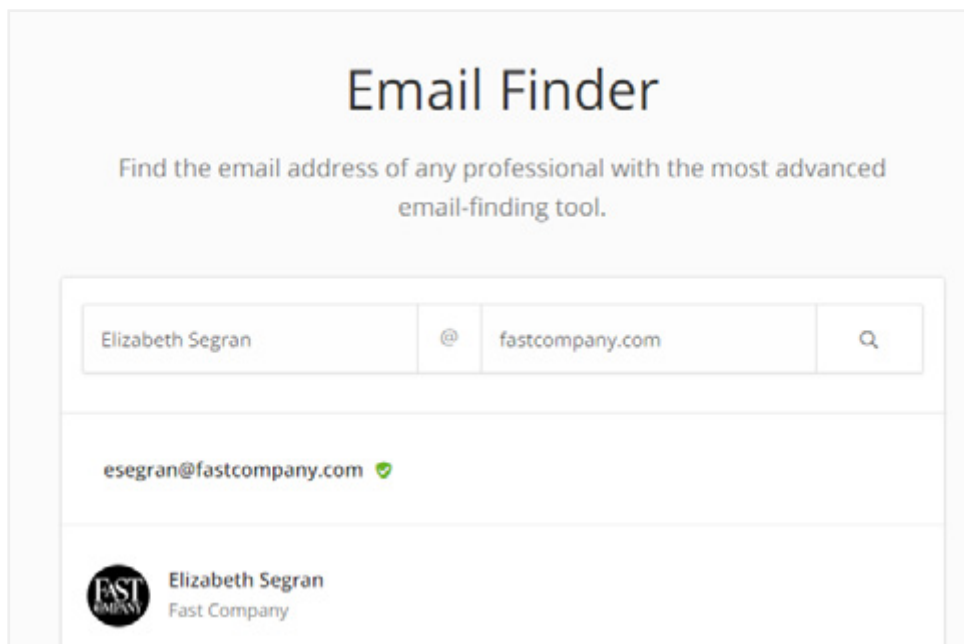 Email Finder
Find the email address of any professional with the most advanced
email-finding tool.
Elizabeth Segran @ fastcompany.com
esegran@fastcompany.com
FAST
COMPANY
Elizabeth Segran
Fast Company